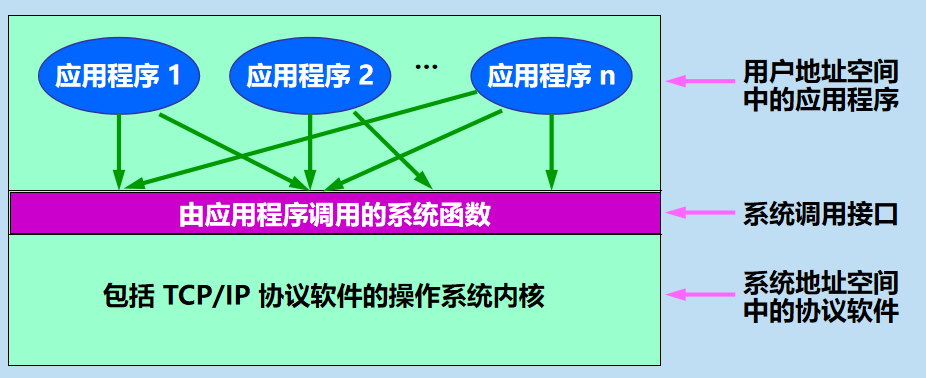 应用程序 1
应用程序 2
...
应用程序 n
用户地址空间
中的应用程序
由应用程序调用的系统函数
系统调用接口
包括 TCP/IP 协议软件的操作系统内核
系统地址空间
中的协议软件